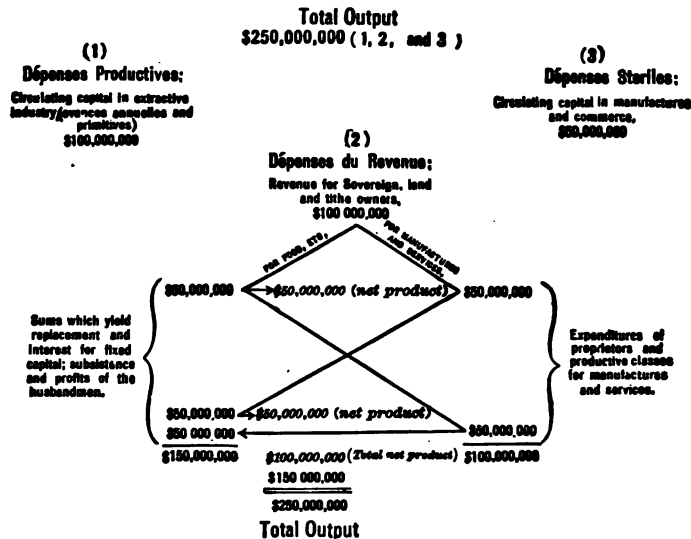 Total Output
$250,000,000 (1, 2, and 3)
(1)
Dépenses Productives:
Circulating capital in extractive
industry (avances annuelles and
primitives)
$100,000,000
(3)
Dépenses Steriles:
Circulating capital in manufactures
and commerce,
$50,000,000
(2)
Dépenses du Revenue:
Revenue for Sovereign, land
and tithe owners,
$100 000,000
FOR FOOD, ETC,
FOR MANUFACTURES
AND SERVICES,
$50,000,000
$50,000,000 (net product)
$50,000,000
Sums which yield
replacement and
interest for fixed
capital; subsistence
and profits of the
husbandmen.
Expenditures of
proprietors and
productive classes
for manufactures
and services.
$50,000,000
$50,000,000 (net product)
$50 000,000
$50,000,000
$150,000,000
$100,000,000 (Total net product)
$100,000,000
$150 000,000
$250,000,000
Total Output